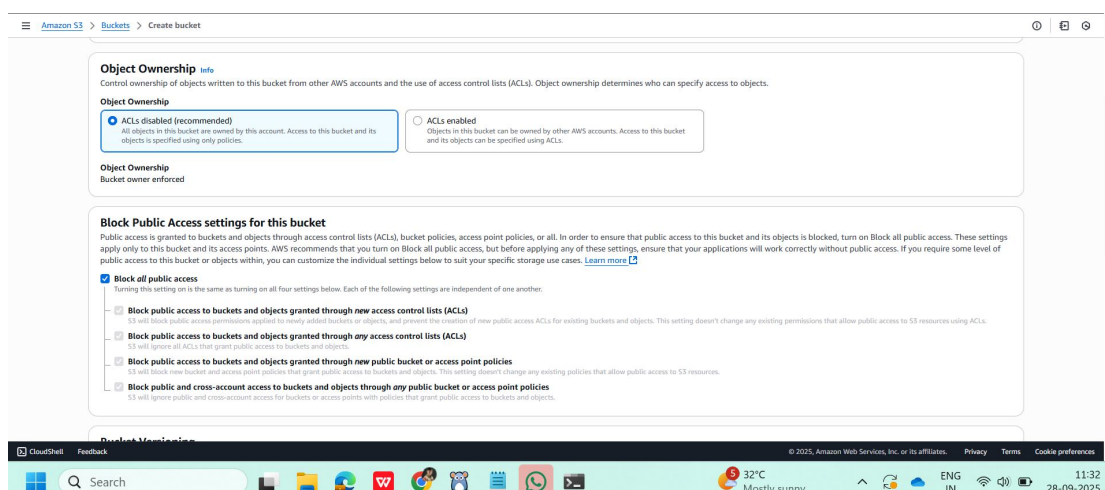 Amazon S3 > Buckets > Create bucket
Object Ownership Info
Control ownership of objects written to this bucket from other AWS accounts and the use of access control lists (ACLs). Object ownership determines who can specify access to objects.
Object Ownership
ACLs disabled (recommended)
All objects in this bucket are owned by this account. Access to this bucket and its
objects is specified using only policies.
ACLs enabled
Objects in this bucket can be owned by other AWS accounts. Access to this bucket
and its objects can be specified using ACLs.
Object Ownership
Bucket owner enforced
Block Public Access settings for this bucket
Public access is granted to buckets and objects through access control lists (ACLs), bucket policies, access point policies, or all. In order to ensure that public access to this bucket and its objects is blocked, turn on Block all public access. These settings
apply only to this bucket and its access points. AWS recommends that you turn on Block all public access, but before applying any of these settings, ensure that your applications will work correctly without public access. If you require some level of
public access to this bucket or objects within, you can customize the individual settings below to suit your specific storage use cases. Learn more
Block all public access
Turning this setting on is the same as turning on all four settings below. Each of the following settings are independent of one another.
Block public access to buckets and objects granted through new access control lists (ACLs)
S3 will block public access permissions applied to newly added buckets or objects, and prevent the creation of new public access ACLs for existing buckets and objects. This setting doesn't change any existing permissions that allow public access to S3 resources using ACLs.
Block public access to buckets and objects granted through any access control lists (ACLs)
S3 will ignore all ACLs that grant public access to buckets and objects.
Block public access to buckets and objects granted through new public bucket or access point policies
S3 will block new bucket and access point policies that grant public access to buckets and objects. This setting doesn't change any existing policies that allow public access to S3 resources.
Block public and cross-account access to buckets and objects through any public bucket or access point policies
S3 will ignore public and cross-account access for buckets or access points with policies that grant public access to buckets and objects.
Bucket Versioning
CloudShell Feedback © 2025, Amazon Web Services, Inc. or its affiliates. Privacy Terms Cookie preferences
Search
W
5
32°C
Mostly sunny
ENG
IN
11:32
28-09-2025